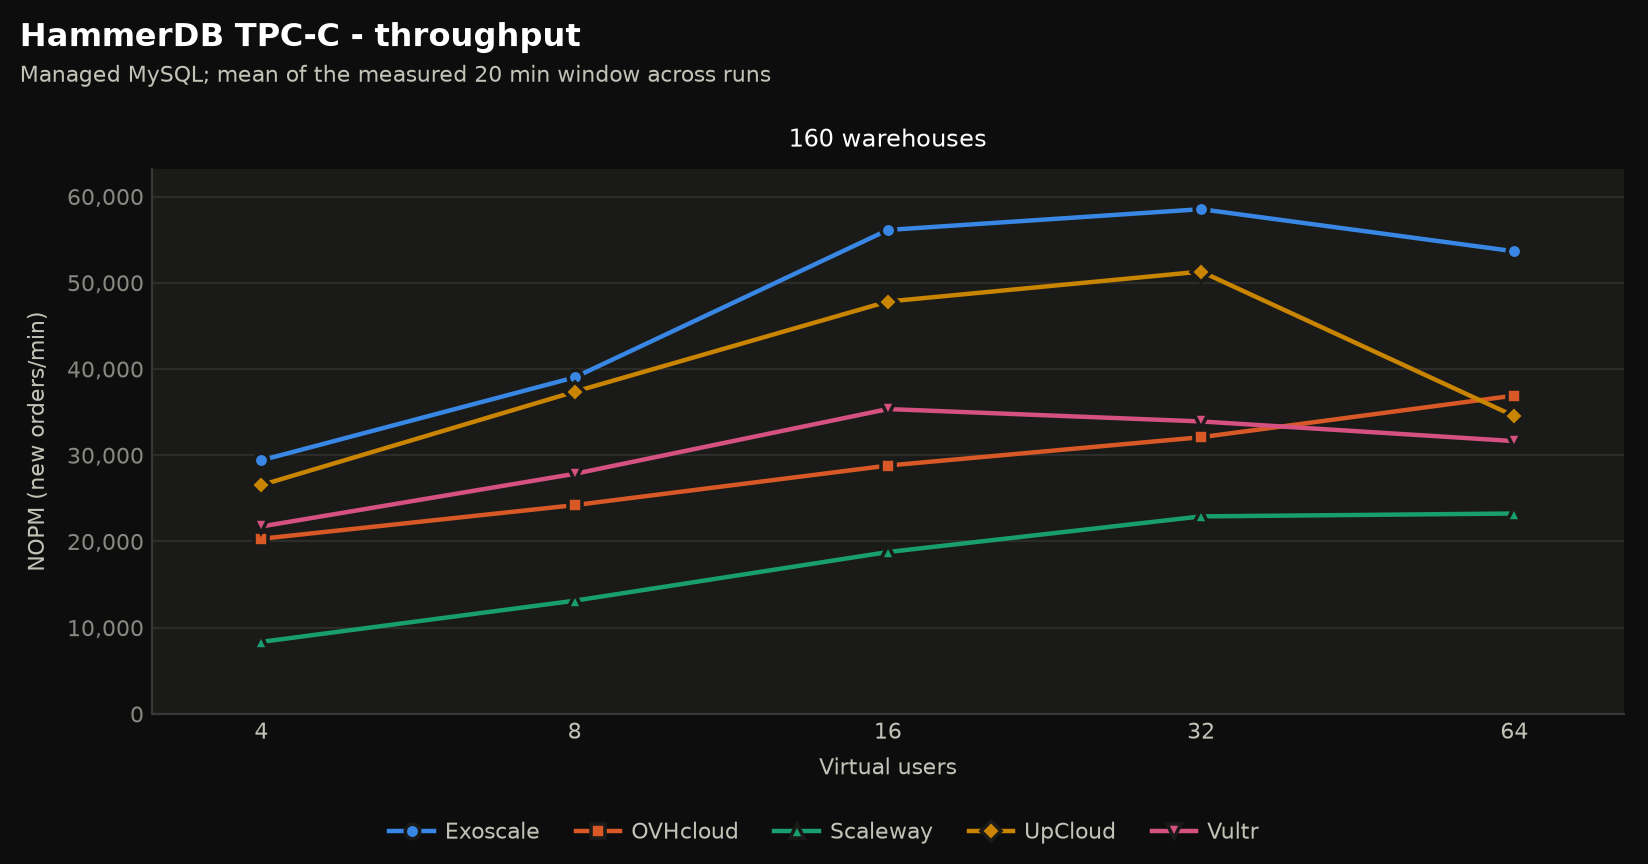 HammerDB TPC-C - throughput
Managed MySQL; mean of the measured 20 min window across runs
160 warehouses
NOPM (new orders/min)
60,000
50,000
40,000
30,000
20,000
10,000
0
4 8 16 32 64
Virtual users
Exoscale OVHcloud Scaleway UpCloud Vultr